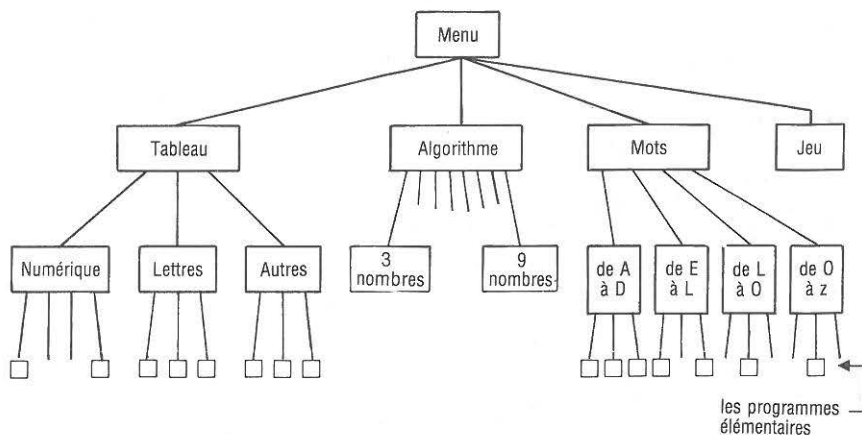 Menu
Tableau
Algorithme
Mots
Jeu
Numérique
Lettres
Autres
3
nombres
9
nombres
de A
à D
de E
à L
de L
à O
de O
à z
les programmes
élémentaires